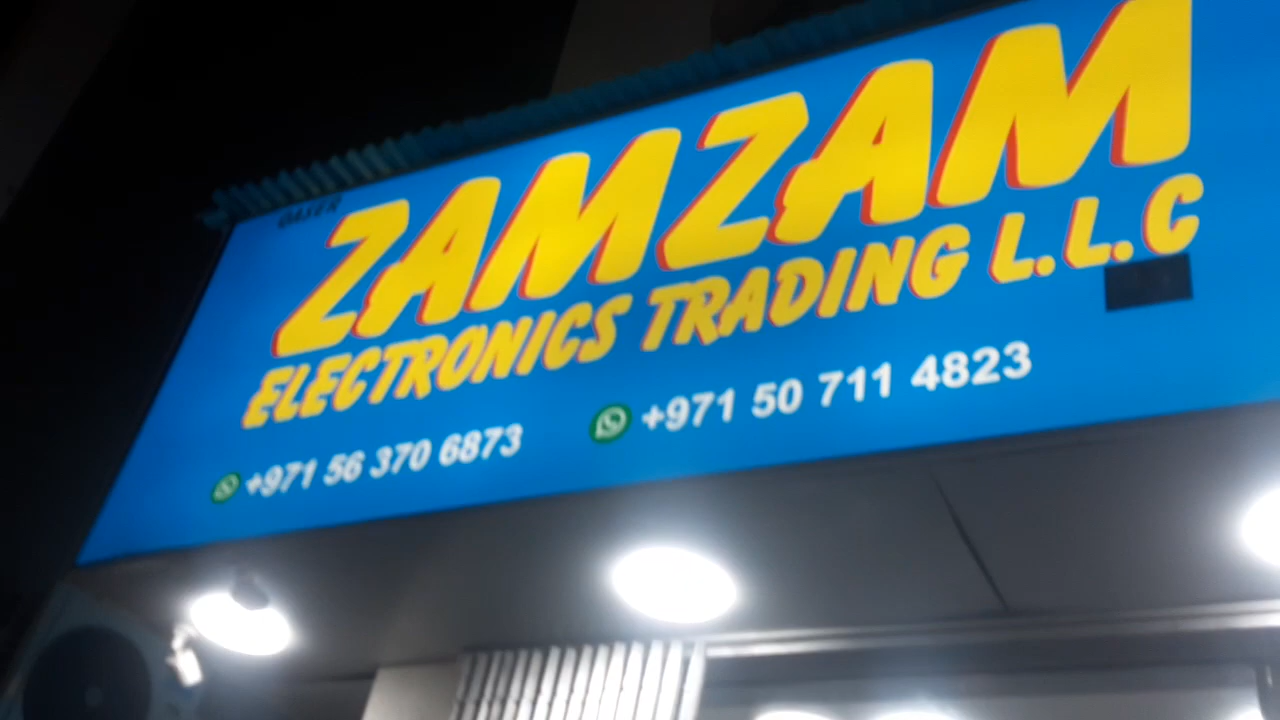 ZAMZAM
ELECTRONICS TRADING L.L.C
+971 56 370 6873
+971 50 711 4823